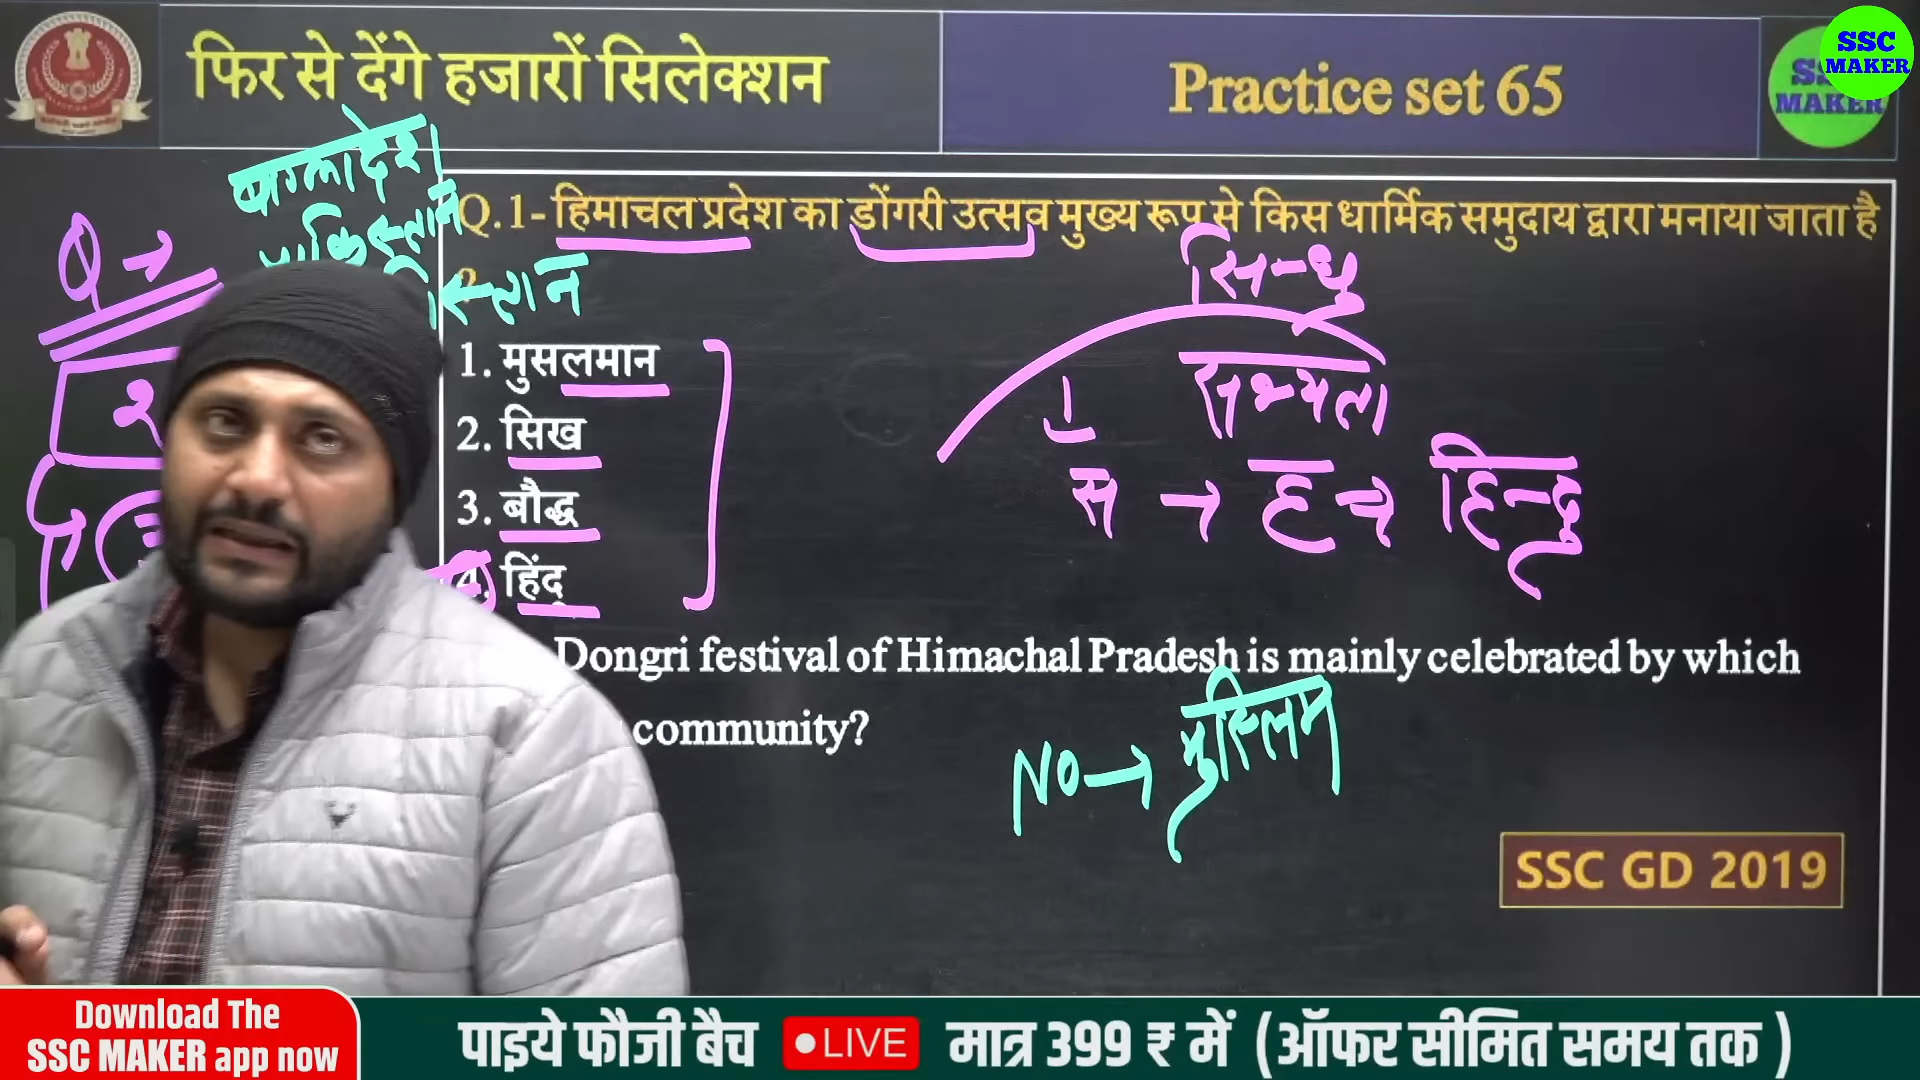 फिर से देंगे हजारों सिलेक्शन
Practice set 65
SSC
MAKER
बांग्लादेश
पाकिस्तान
स्तान
Q.1- हिमाचल प्रदेश का डोंगरी उत्सव मुख्य रूप से किस धार्मिक समुदाय द्वारा मनाया जाता है
?
1. मुसलमान
2. सिख
3. बौद्ध
4. हिंदू
सिन्धु
सभ्यता
स → ह → हिन्दु
Dongri festival of Himachal Pradesh is mainly celebrated by which
community?
NO → मुस्लिम
SSC GD 2019
Download The
SSC MAKER app now
पाइये फौजी बैच LIVE मात्र 399 ₹ में (ऑफर सीमित समय तक )